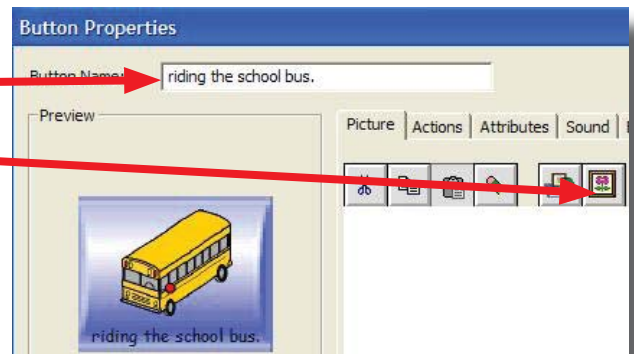 Button Properties
Button Name: riding the school bus.
Preview
Picture Actions Attributes Sound
riding the school bus.